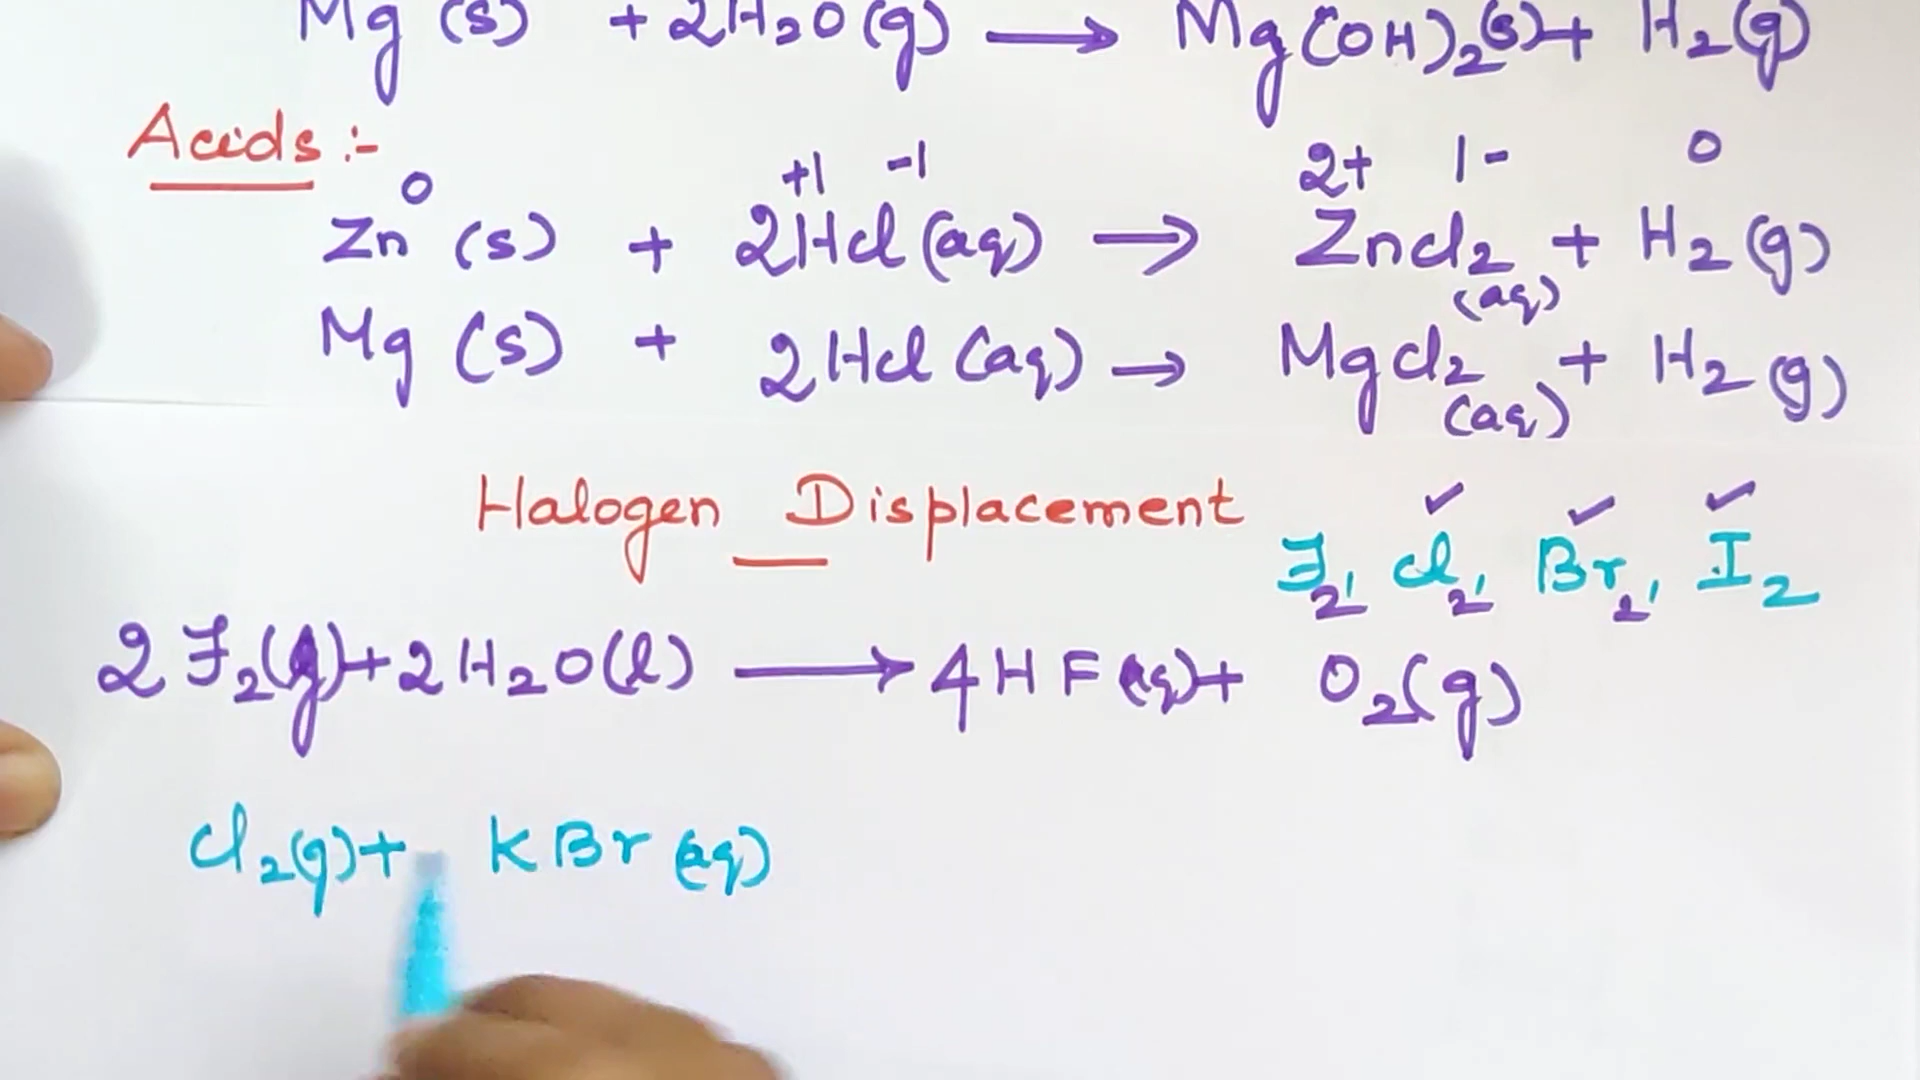 Mg (s) + 2H₂O (g) ⟶ Mg(OH)₂(s) + H₂(g)
Acids :-
0 +1 -1 2+ 1- 0
Zn (s) + 2Hcl (aq) → Zncl₂ (aq) + H₂ (g)
Mg (s) + 2Hcl (aq) → Mgcl₂ (aq) + H₂ (g)
Halogen Displacement
✓ ✓ ✓
F₂, cl₂, Br₂, I₂
2F₂(g) + 2H₂O(l) ⟶ 4HF(aq) + O₂(g)
cl₂(g) + KBr (aq)